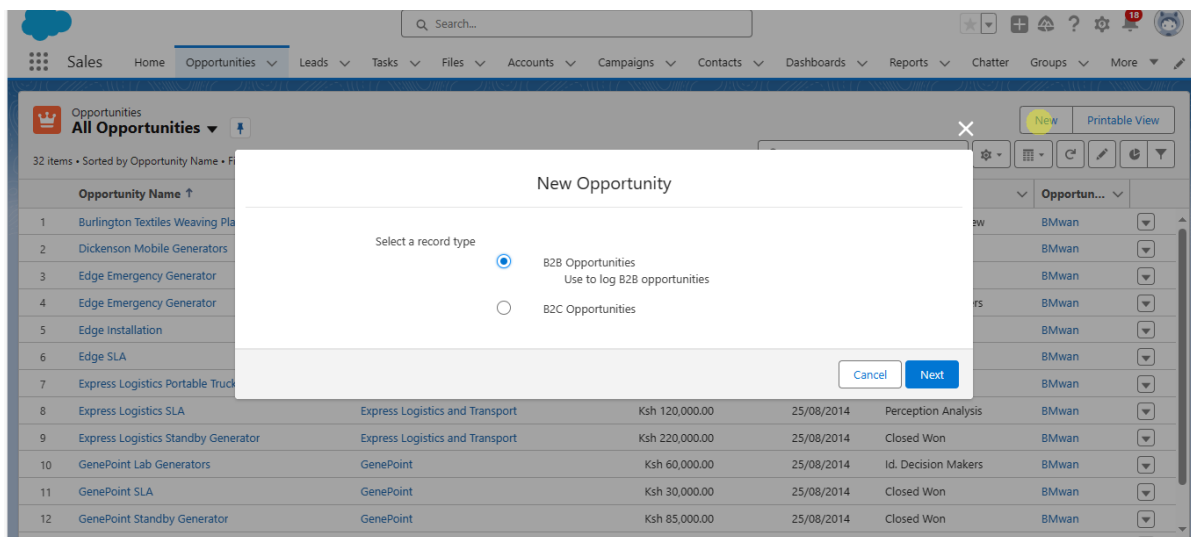 Search...
18
Sales Home Opportunities Leads Tasks Files Accounts Campaigns Contacts Dashboards Reports Chatter Groups More
Opportunities
All Opportunities
New Printable View
32 items • Sorted by Opportunity Name •
Opportunity Name Opportun...
New Opportunity
Select a record type
B2B Opportunities
Use to log B2B opportunities
B2C Opportunities
Cancel Next
1 Burlington Textiles Weaving Pla ew BMwan
2 Dickenson Mobile Generators BMwan
3 Edge Emergency Generator BMwan
4 Edge Emergency Generator rs BMwan
5 Edge Installation BMwan
6 Edge SLA BMwan
7 Express Logistics Portable Truck BMwan
8 Express Logistics SLA Express Logistics and Transport Ksh 120,000.00 25/08/2014 Perception Analysis BMwan
9 Express Logistics Standby Generator Express Logistics and Transport Ksh 220,000.00 25/08/2014 Closed Won BMwan
10 GenePoint Lab Generators GenePoint Ksh 60,000.00 25/08/2014 Id. Decision Makers BMwan
11 GenePoint SLA GenePoint Ksh 30,000.00 25/08/2014 Closed Won BMwan
12 GenePoint Standby Generator GenePoint Ksh 85,000.00 25/08/2014 Closed Won BMwan